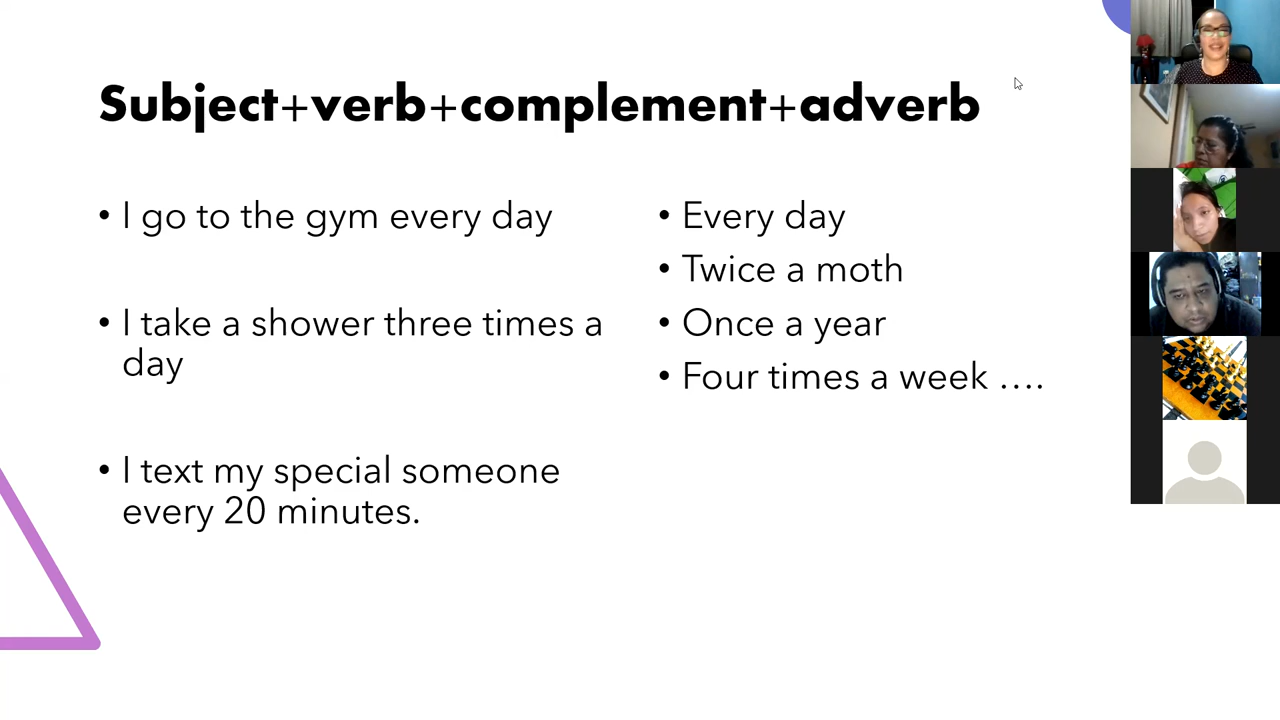 Subject+verb+complement+adverb
• I go to the gym every day
• I take a shower three times a
day
• I text my special someone
every 20 minutes.
• Every day
• Twice a moth
• Once a year
• Four times a week ….